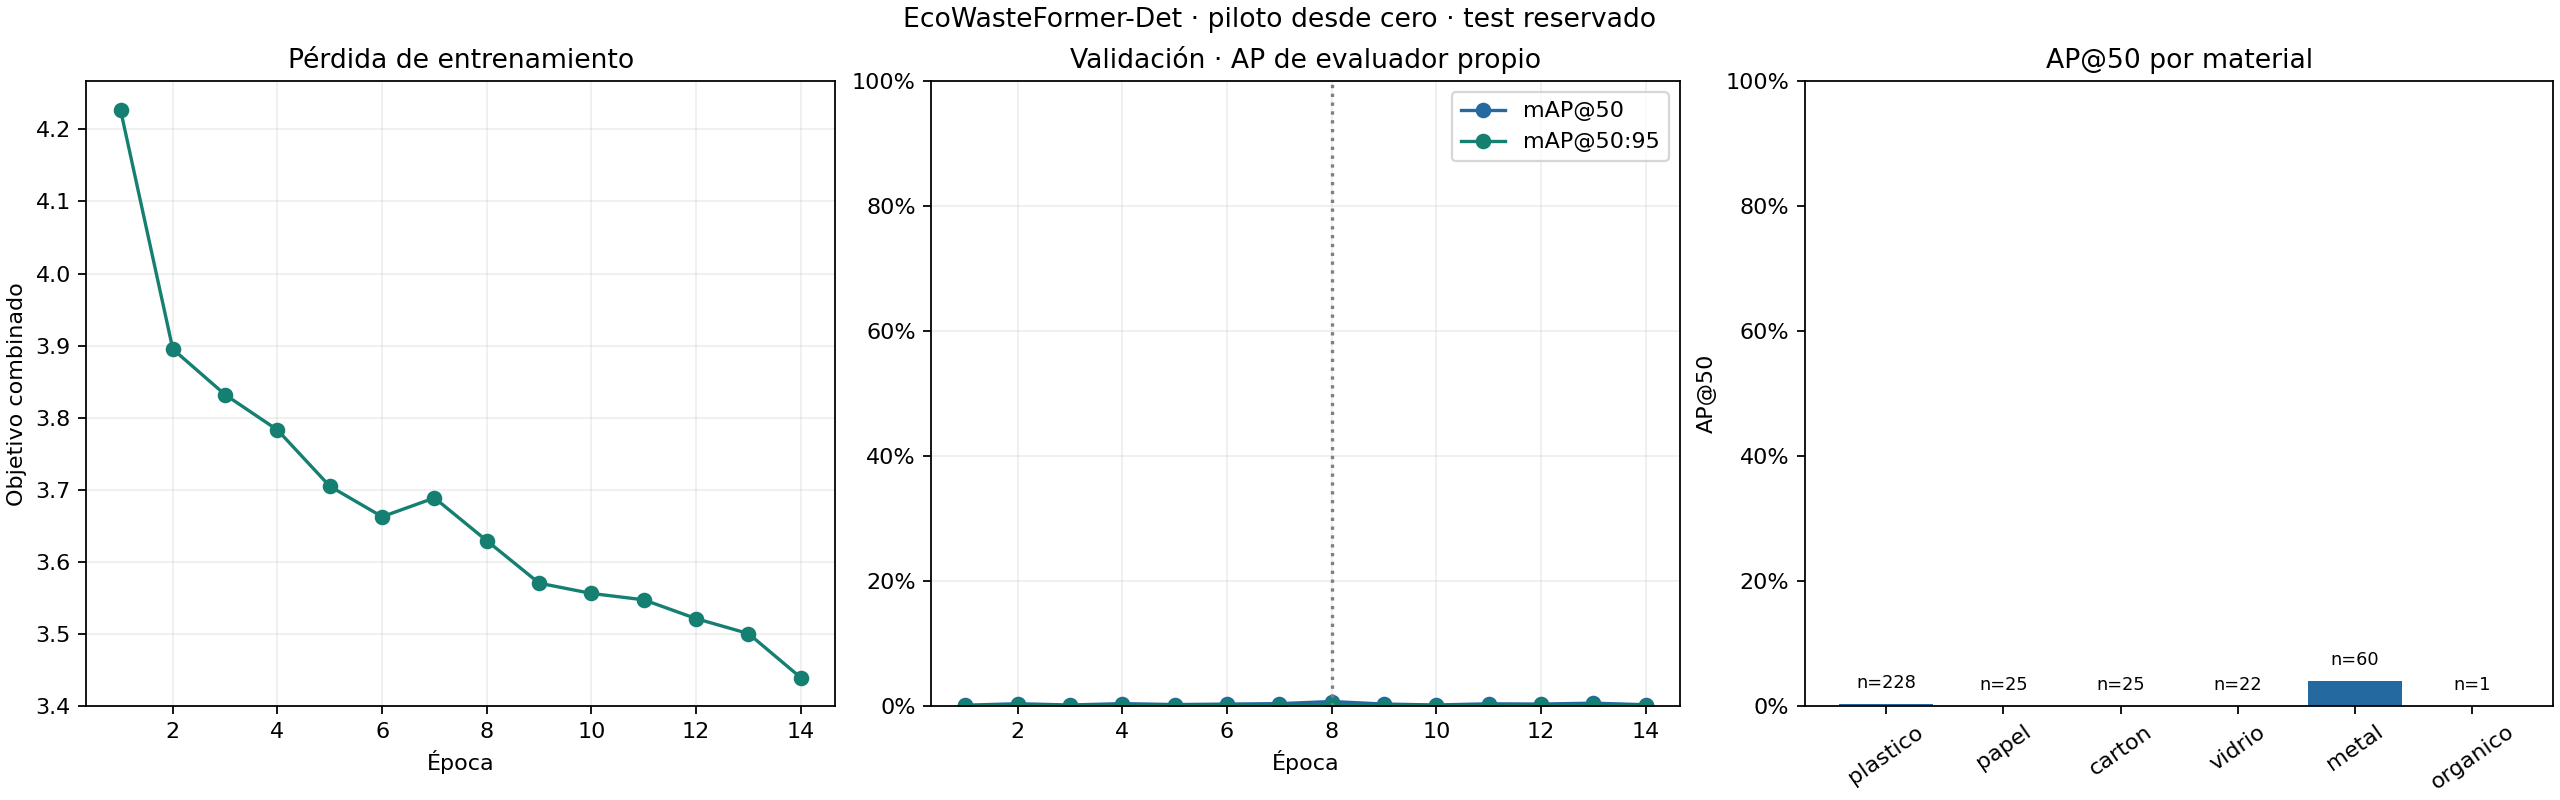 EcoWasteFormer-Det · piloto desde cero · test reservado
Pérdida de entrenamiento
Objetivo combinado
4.2
4.1
4.0
3.9
3.8
3.7
3.6
3.5
3.4
2 4 6 8 10 12 14
Época
Validación · AP de evaluador propio
100%
80%
60%
40%
20%
0%
mAP@50
mAP@50:95
2 4 6 8 10 12 14
Época
AP@50 por material
AP@50
100%
80%
60%
40%
20%
0%
n=228 n=25 n=25 n=22 n=60 n=1
plastico papel carton vidrio metal organico